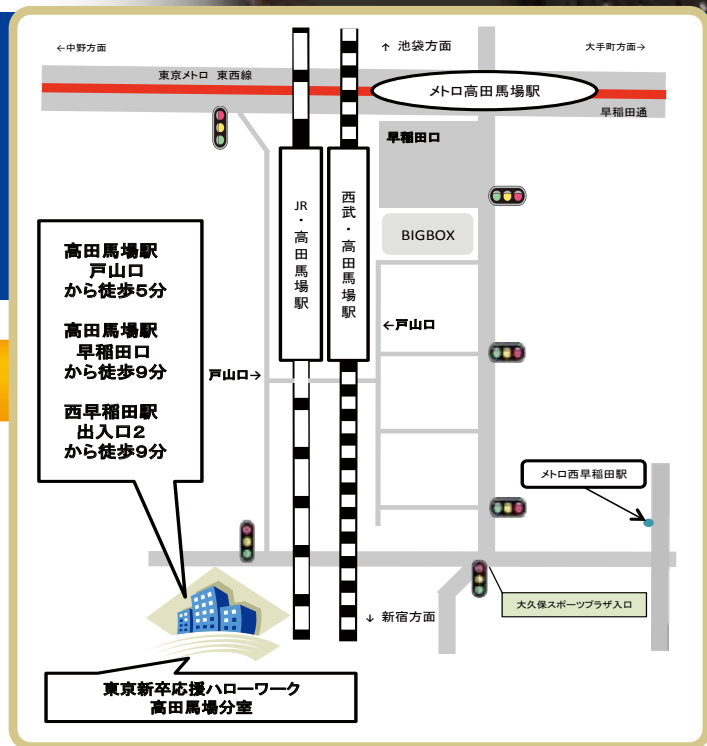 ←中野方面
↑ 池袋方面
大手町方面→
東京メトロ 東西線
メトロ高田馬場駅
早稲田通
早稲田口
JR・高田馬場駅
西武・高田馬場駅
BIGBOX
高田馬場駅
戸山口
から徒歩5分
高田馬場駅
早稲田口
から徒歩9分
西早稲田駅
出入口2
から徒歩9分
←戸山口
戸山口→
メトロ西早稲田駅
大久保スポーツプラザ入口
↓ 新宿方面
東京新卒応援ハローワーク
高田馬場分室